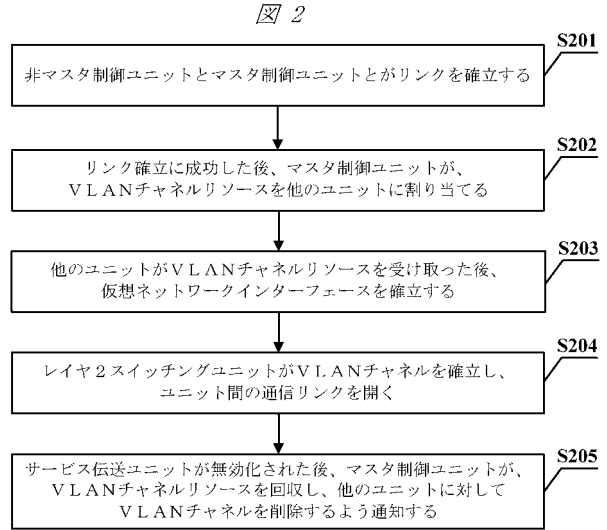 図 2
S201
非マスタ制御ユニットとマスタ制御ユニットとがリンクを確立する
S202
リンク確立に成功した後、マスタ制御ユニットが、
VLANチャネルリソースを他のユニットに割り当てる
S203
他のユニットがVLANチャネルリソースを受け取った後、
仮想ネットワークインターフェースを確立する
S204
レイヤ2スイッチングユニットがVLANチャネルを確立し、
ユニット間の通信リンクを開く
S205
サービス伝送ユニットが無効化された後、マスタ制御ユニットが、
VLANチャネルリソースを回収し、他のユニットに対して
VLANチャネルを削除するよう通知する